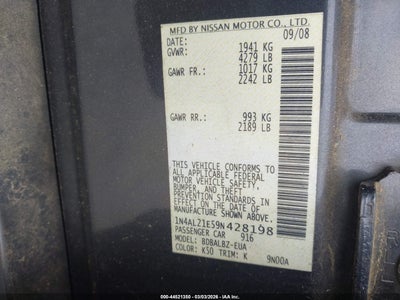 MFD BY NISSAN MOTOR CO., LTD.
DATE: 09/08
GVWR: 1941 KG
4279 LB
GAWR FR.: 1017 KG
2242 LB
GAWR RR.: 993 KG
2189 LB
THIS VEHICLE CONFORMS TO
ALL APPLICABLE FEDERAL
MOTOR VEHICLE SAFETY,
BUMPER, AND THEFT
PREVENTION STANDARDS IN
EFFECT ON THE DATE OF
MANUFACTURE SHOWN ABOVE.
1N4AL21E59N428198
PASSENGER CAR 916
MODEL: BDBALBZ-EUA
COLOR: K50 TRIM: K 9N00A
IAA 000-44521360 (03/03/2026) Copart